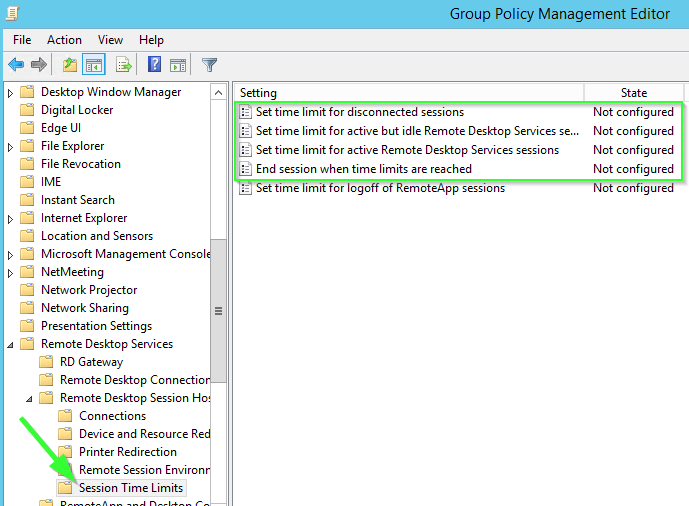 Group Policy Management Editor
File Action View Help
Desktop Window Manager
Digital Locker
Edge UI
File Explorer
File Revocation
IME
Instant Search
Internet Explorer
Location and Sensors
Microsoft Management Console
NetMeeting
Network Projector
Network Sharing
Presentation Settings
Remote Desktop Services
RD Gateway
Remote Desktop Connection
Remote Desktop Session Hos
Connections
Device and Resource Red
Printer Redirection
Remote Session Environm
Session Time Limits
RemoteApp and Desktop Co
Setting State
Set time limit for disconnected sessions Not configured
Set time limit for active but idle Remote Desktop Services se... Not configured
Set time limit for active Remote Desktop Services sessions Not configured
End session when time limits are reached Not configured
Set time limit for logoff of RemoteApp sessions Not configured